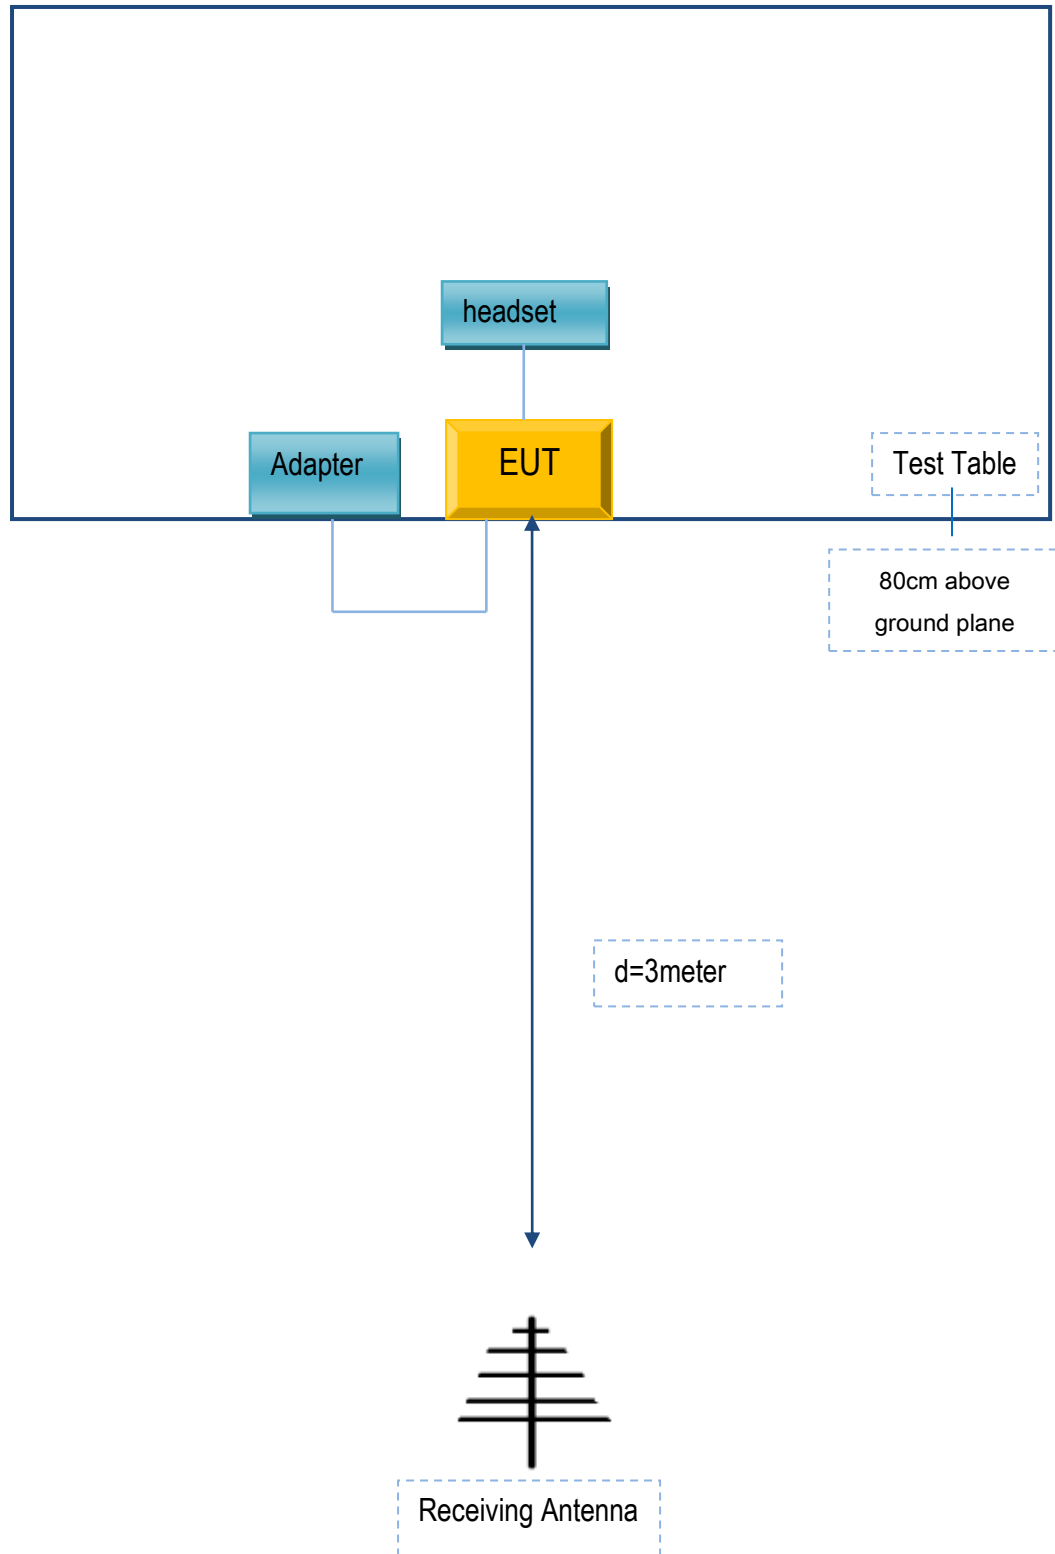 headset
Adapter
EUT
Test Table
80cm above
ground plane
d=3meter
Receiving Antenna